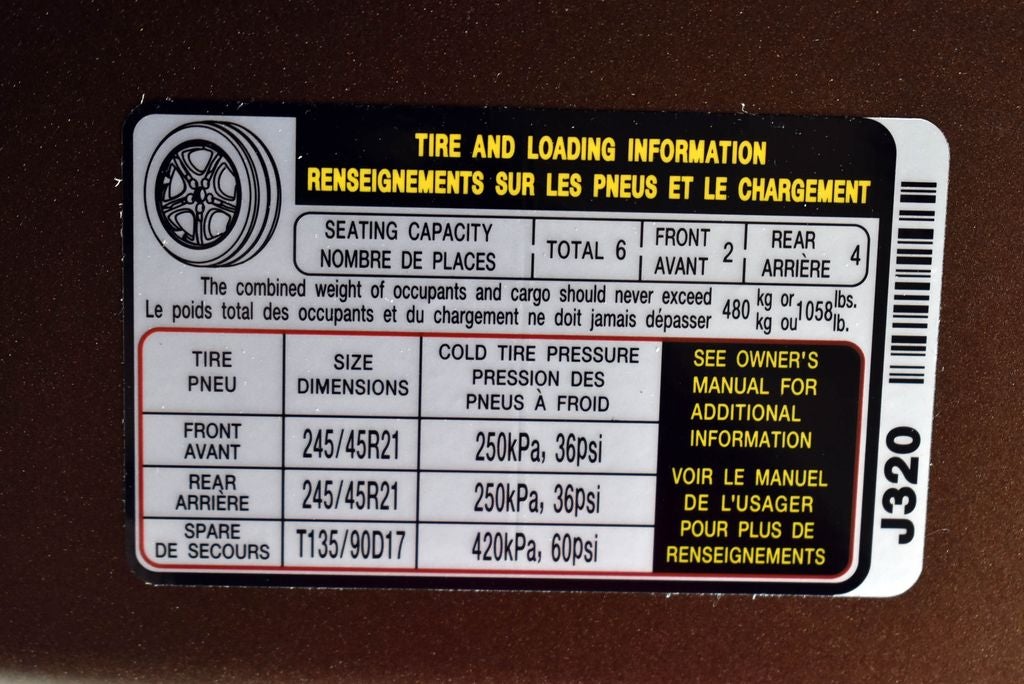 TIRE AND LOADING INFORMATION
RENSEIGNEMENTS SUR LES PNEUS ET LE CHARGEMENT
SEATING CAPACITY
NOMBRE DE PLACES
TOTAL 6
FRONT
AVANT
2
REAR
ARRIÈRE
4
The combined weight of occupants and cargo should never exceed
Le poids total des occupants et du chargement ne doit jamais dépasser
480
kg or
kg ou
1058
lbs.
lb.
TIRE
PNEU
SIZE
DIMENSIONS
COLD TIRE PRESSURE
PRESSION DES
PNEUS À FROID
FRONT
AVANT
245/45R21
250kPa, 36psi
REAR
ARRIÈRE
245/45R21
250kPa, 36psi
SPARE
DE SECOURS
T135/90D17
420kPa, 60psi
SEE OWNER'S
MANUAL FOR
ADDITIONAL
INFORMATION
VOIR LE MANUEL
DE L'USAGER
POUR PLUS DE
RENSEIGNEMENTS
J320